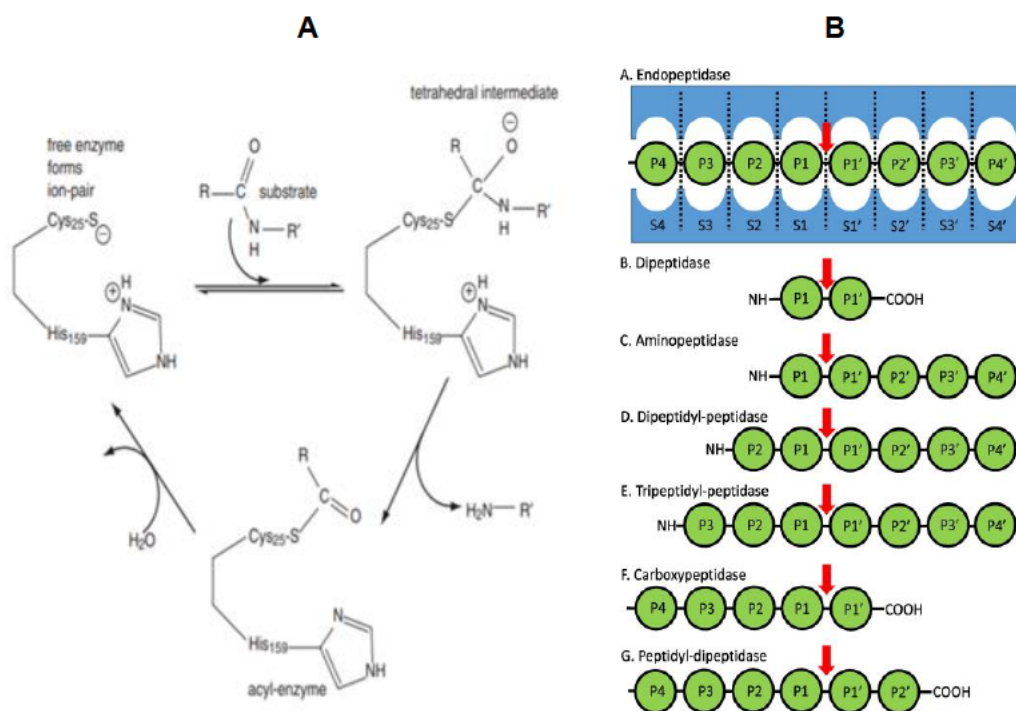 A
B
tetrahedral intermediate
⊖
R
O
C
Cys25-S
N
H
R'
H
⊕
N
His159
NH
free enzyme
forms
ion-pair
Cys25-S
⊖
H
⊕
N
His159
NH
O
R
C
substrate
N
R'
H
H2O
R
C
O
Cys25-S
N
His159
NH
acyl-enzyme
H2N
R'
A. Endopeptidase
P4 P3 P2 P1 P1' P2' P3' P4'
S4 S3 S2 S1 S1' S2' S3' S4'
B. Dipeptidase
NH P1 P1' COOH
C. Aminopeptidase
NH P1 P1' P2' P3' P4'
D. Dipeptidyl-peptidase
NH P2 P1 P1' P2' P3' P4'
E. Tripeptidyl-peptidase
NH P3 P2 P1 P1' P2' P3' P4'
F. Carboxypeptidase
P4 P3 P2 P1 P1' COOH
G. Peptidyl-dipeptidase
P4 P3 P2 P1 P1' P2' COOH